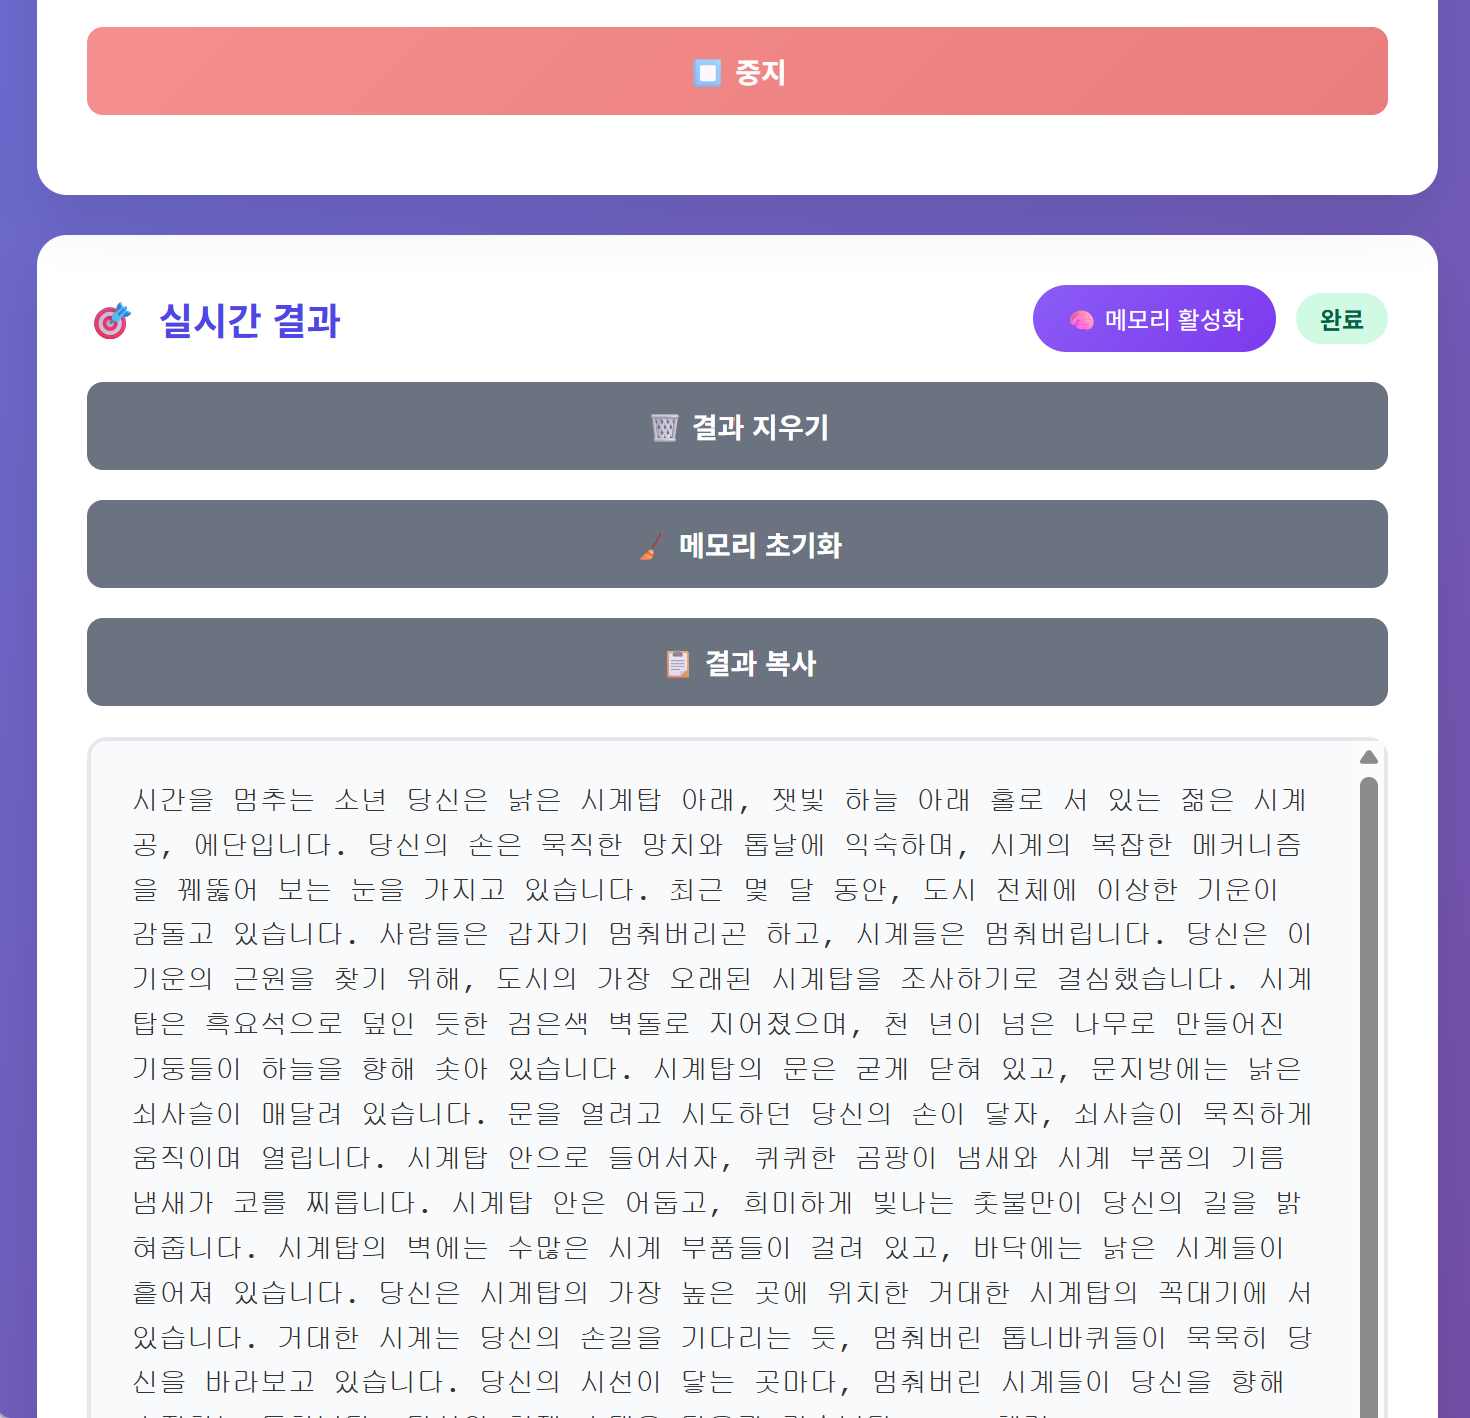 중지
실시간 결과
메모리 활성화
완료
결과 지우기
메모리 초기화
결과 복사
시간을 멈추는 소년 당신은 낡은 시계탑 아래, 잿빛 하늘 아래 홀로 서 있는 젊은 시계
공, 에단입니다. 당신의 손은 묵직한 망치와 톱날에 익숙하며, 시계의 복잡한 메커니즘
을 꿰뚫어 보는 눈을 가지고 있습니다. 최근 몇 달 동안, 도시 전체에 이상한 기운이
감돌고 있습니다. 사람들은 갑자기 멈춰버리곤 하고, 시계들은 멈춰버립니다. 당신은 이
기운의 근원을 찾기 위해, 도시의 가장 오래된 시계탑을 조사하기로 결심했습니다. 시계
탑은 흑요석으로 덮인 듯한 검은색 벽돌로 지어졌으며, 천 년이 넘은 나무로 만들어진
기둥들이 하늘을 향해 솟아 있습니다. 시계탑의 문은 굳게 닫혀 있고, 문지방에는 낡은
쇠사슬이 매달려 있습니다. 문을 열려고 시도하던 당신의 손이 닿자, 쇠사슬이 묵직하게
움직이며 열립니다. 시계탑 안으로 들어서자, 퀴퀴한 곰팡이 냄새와 시계 부품의 기름
냄새가 코를 찌릅니다. 시계탑 안은 어둡고, 희미하게 빛나는 촛불만이 당신의 길을 밝
혀줍니다. 시계탑의 벽에는 수많은 시계 부품들이 걸려 있고, 바닥에는 낡은 시계들이
흩어져 있습니다. 당신은 시계탑의 가장 높은 곳에 위치한 거대한 시계탑의 꼭대기에 서
있습니다. 거대한 시계는 당신의 손길을 기다리는 듯, 멈춰버린 톱니바퀴들이 묵묵히 당
신을 바라보고 있습니다. 당신의 시선이 닿는 곳마다, 멈춰버린 시계들이 당신을 향해